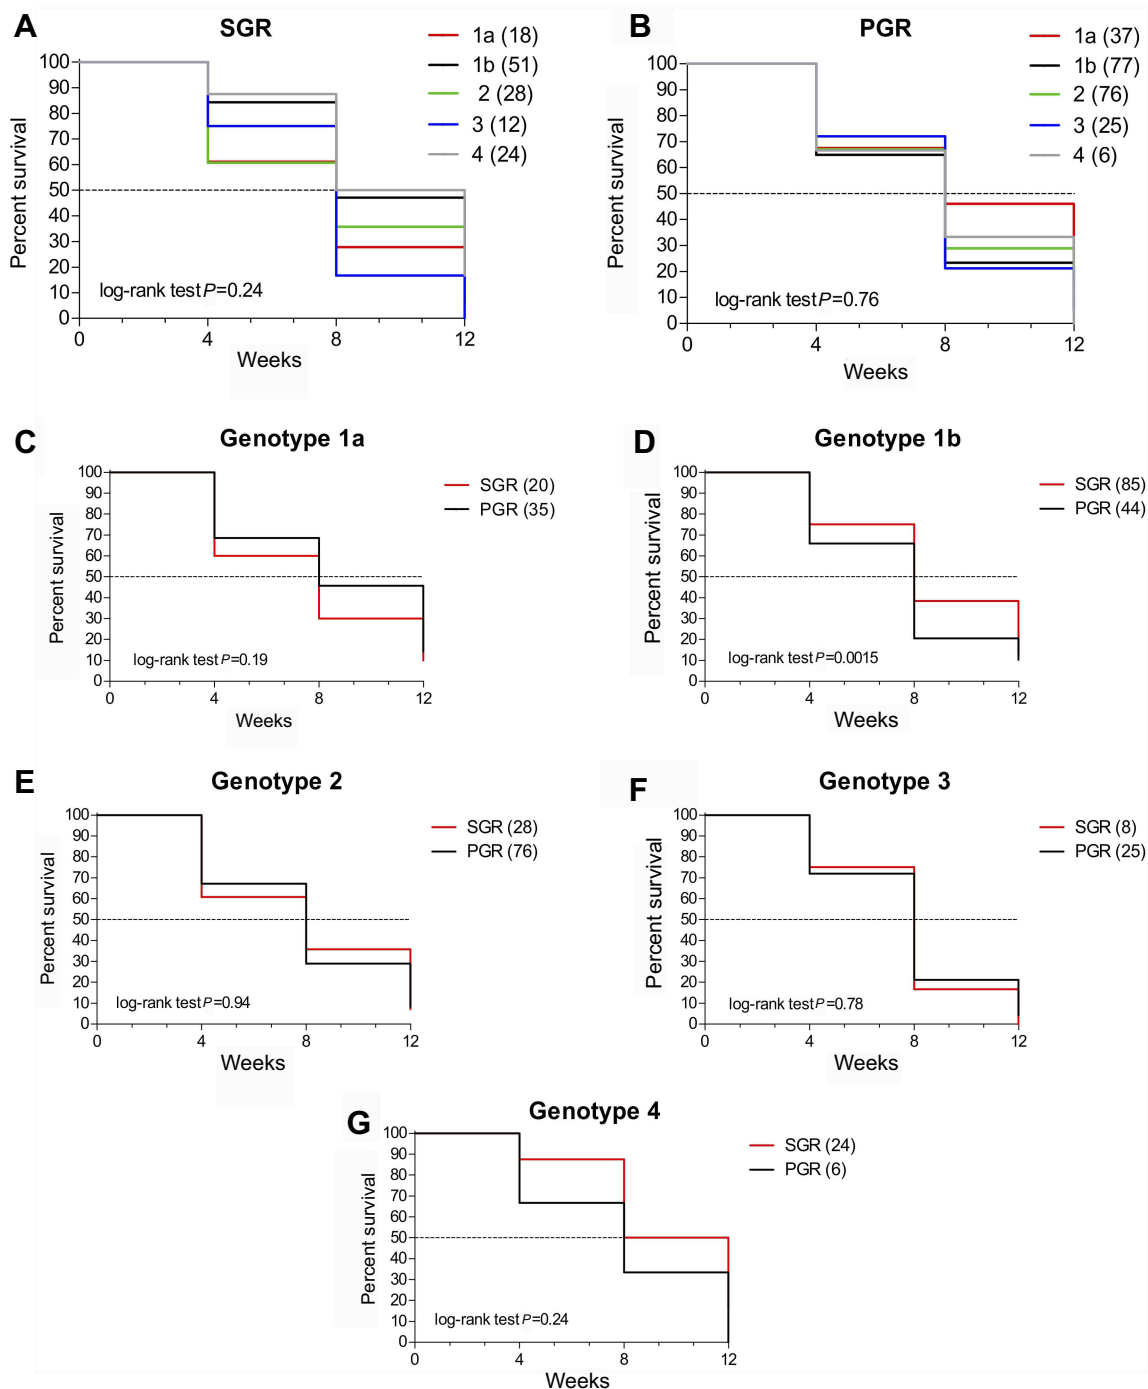 A
SGR
1a (18)
1b (51)
2 (28)
3 (12)
4 (24)
Percent survival
100
90
80
70
60
50
40
30
20
10
0
log-rank test P=0.24
0 4 8 12
Weeks
B
PGR
1a (37)
1b (77)
2 (76)
3 (25)
4 (6)
Percent survival
100
90
80
70
60
50
40
30
20
10
0
log-rank test P=0.76
0 4 8 12
Weeks
C
Genotype 1a
SGR (20)
PGR (35)
Percent survival
100
90
80
70
60
50
40
30
20
10
0
log-rank test P=0.19
0 4 8 12
Weeks
D
Genotype 1b
SGR (85)
PGR (44)
Percent survival
100
90
80
70
60
50
40
30
20
10
0
log-rank test P=0.0015
0 4 8 12
Weeks
E
Genotype 2
SGR (28)
PGR (76)
Percent survival
100
90
80
70
60
50
40
30
20
10
0
log-rank test P=0.94
0 4 8 12
Weeks
F
Genotype 3
SGR (8)
PGR (25)
Percent survival
100
90
80
70
60
50
40
30
20
10
0
log-rank test P=0.78
0 4 8 12
Weeks
G
Genotype 4
SGR (24)
PGR (6)
Percent survival
100
90
80
70
60
50
40
30
20
10
0
log-rank test P=0.24
0 4 8 12
Weeks